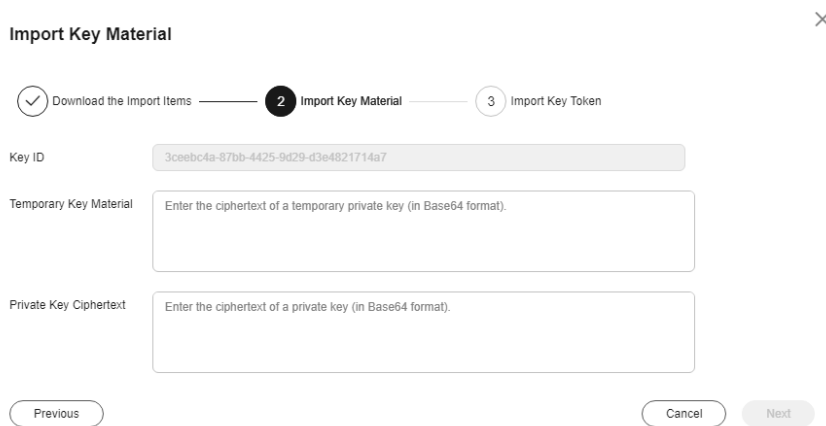 Import Key Material
Download the Import Items
2 Import Key Material
3 Import Key Token
Key ID
3ceebc4a-87bb-4425-9d29-d3e4821714a7
Temporary Key Material
Enter the ciphertext of a temporary private key (in Base64 format).
Private Key Ciphertext
Enter the ciphertext of a private key (in Base64 format).
Previous
Cancel
Next